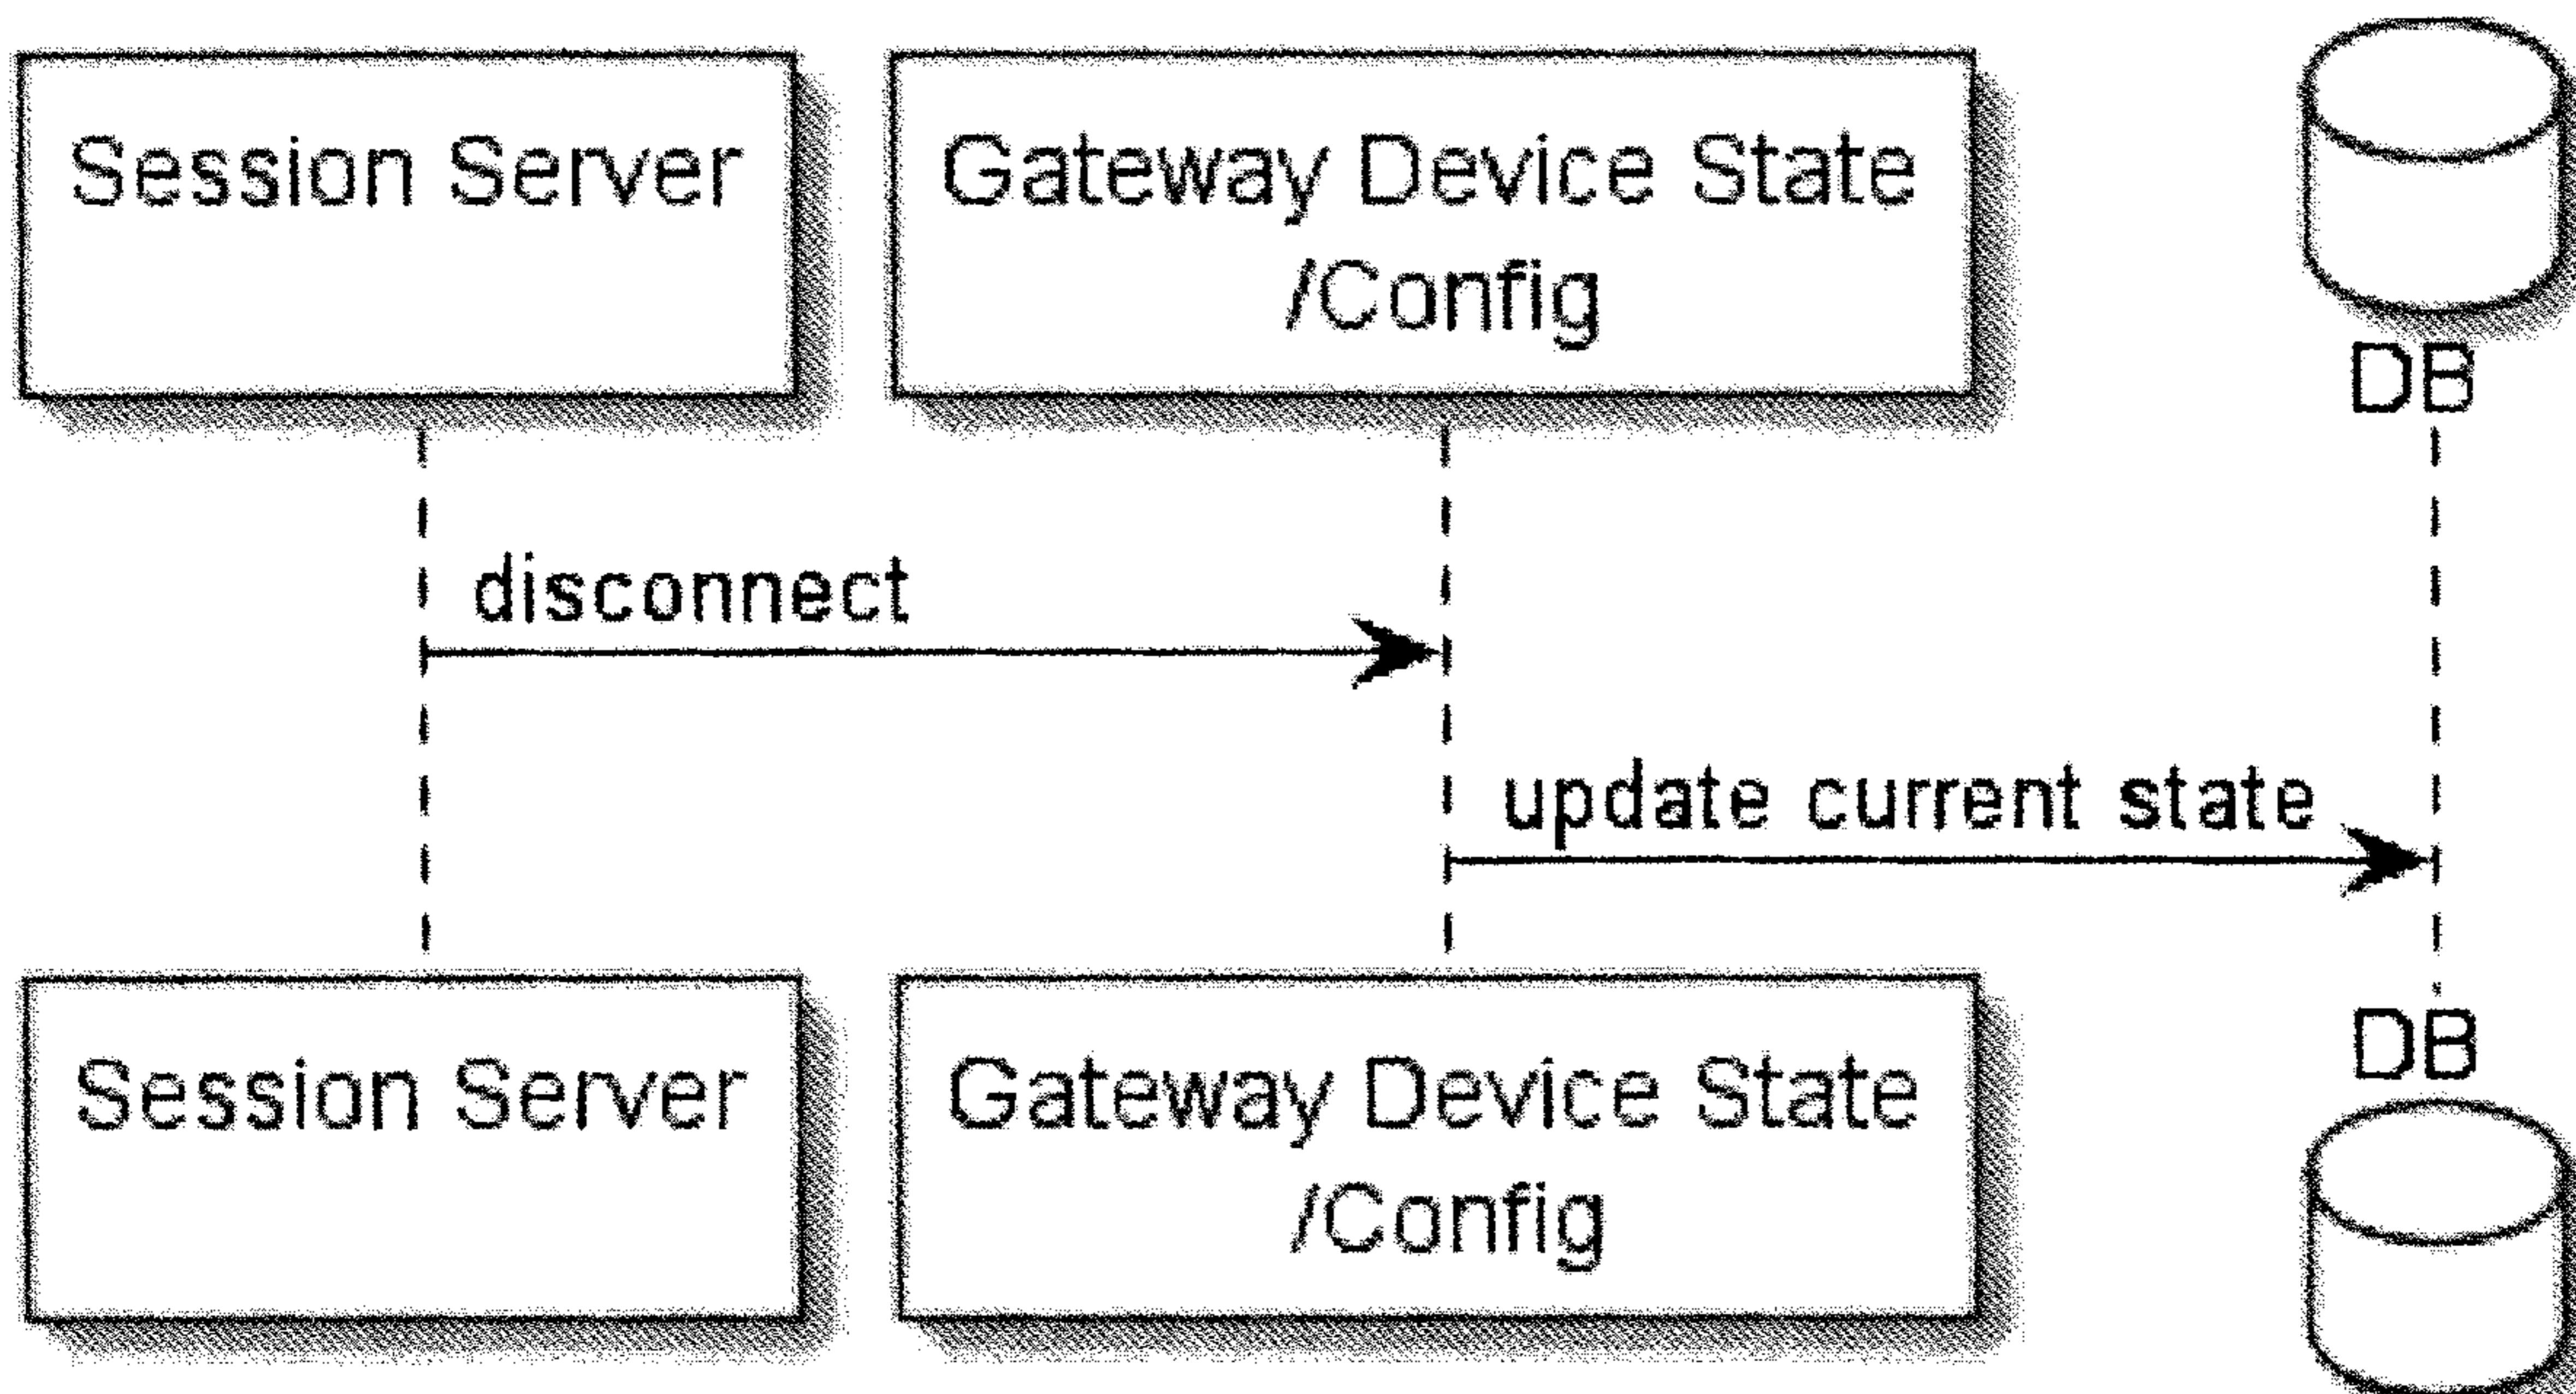 Session Server
Gateway Device State
/Config
DB
disconnect
update current state
DB
Session Server
Gateway Device State
/Config